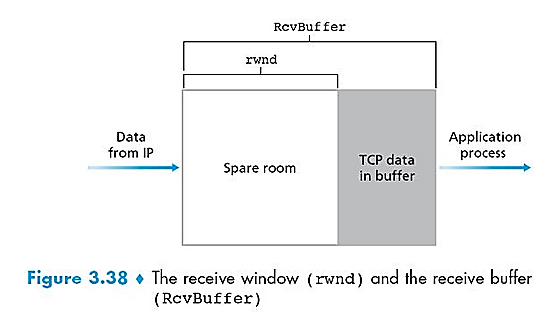 RcvBuffer
rwnd
Data
from IP
Spare room
TCP data
in buffer
Application
process
Figure 3.38 ♦ The receive window (rwnd) and the receive buffer
(RcvBuffer)